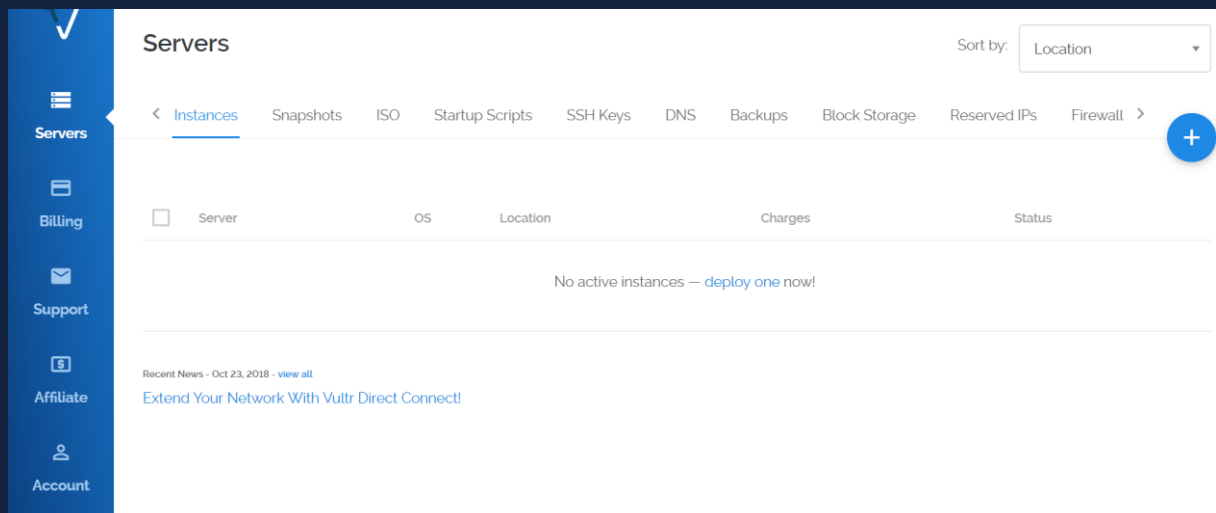 Servers
Sort by:
Location
Instances
Snapshots
ISO
Startup Scripts
SSH Keys
DNS
Backups
Block Storage
Reserved IPs
Firewall
Servers
Billing
Support
Affiliate
Account
Server
OS
Location
Charges
Status
No active instances — deploy one now!
Recent News - Oct 23, 2018 - view all
Extend Your Network With Vultr Direct Connect!